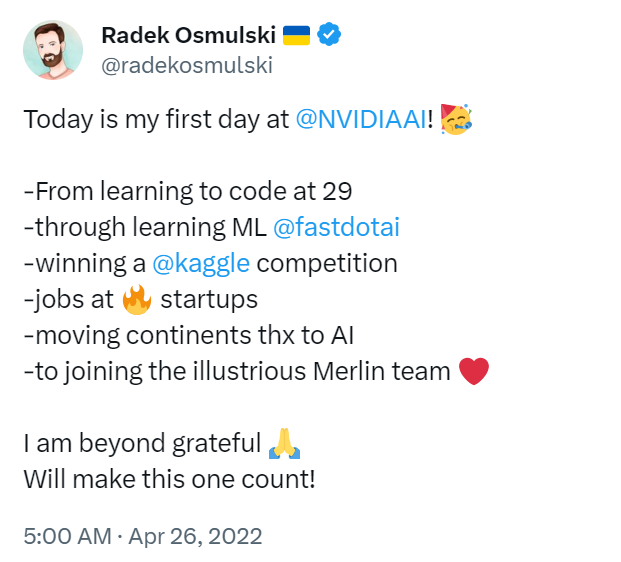 Radek Osmulski 🇺🇦
@radekosmulski
Today is my first day at @NVIDIAAI! 🥳
-From learning to code at 29
-through learning ML @fastdotai
-winning a @kaggle competition
-jobs at 🔥 startups
-moving continents thx to AI
-to joining the illustrious Merlin team ❤️
I am beyond grateful 🙏
Will make this one count!
5:00 AM · Apr 26, 2022